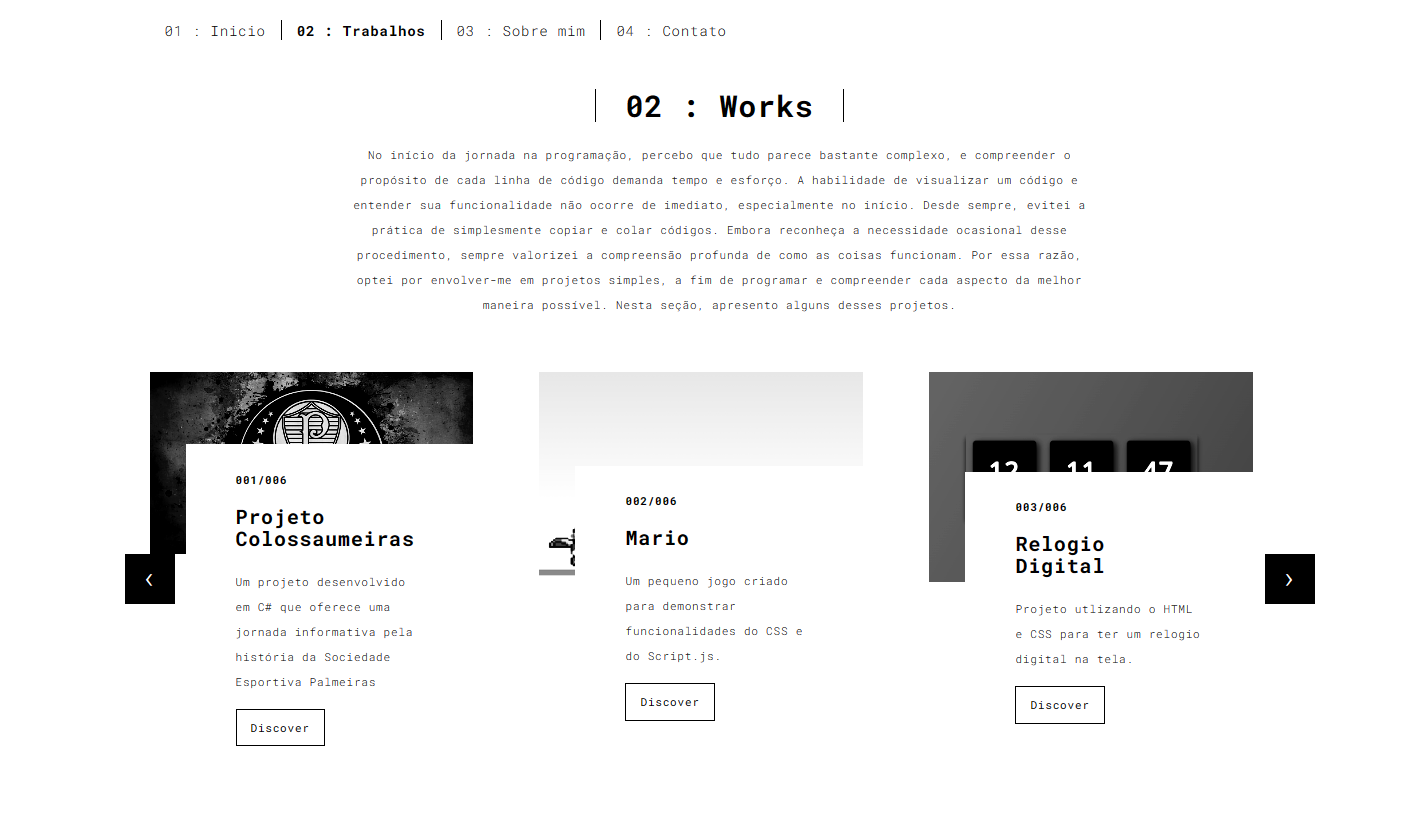 01 : Inicio
02 : Trabalhos
03 : Sobre mim
04 : Contato
02 : Works
No início da jornada na programação, percebo que tudo parece bastante complexo, e compreender o
propósito de cada linha de código demanda tempo e esforço. A habilidade de visualizar um código e
entender sua funcionalidade não ocorre de imediato, especialmente no início. Desde sempre, evitei a
prática de simplesmente copiar e colar códigos. Embora reconheça a necessidade ocasional desse
procedimento, sempre valorizei a compreensão profunda de como as coisas funcionam. Por essa razão,
optei por envolver-me em projetos simples, a fim de programar e compreender cada aspecto da melhor
maneira possível. Nesta seção, apresento alguns desses projetos.
P
001/006
Projeto
Colossaumeiras
Um projeto desenvolvido
em C# que oferece uma
jornada informativa pela
história da Sociedade
Esportiva Palmeiras
Discover
002/006
Mario
Um pequeno jogo criado
para demonstrar
funcionalidades do CSS e
do Script.js.
Discover
12 11 47
003/006
Relogio
Digital
Projeto utlizando o HTML
e CSS para ter um relogio
digital na tela.
Discover